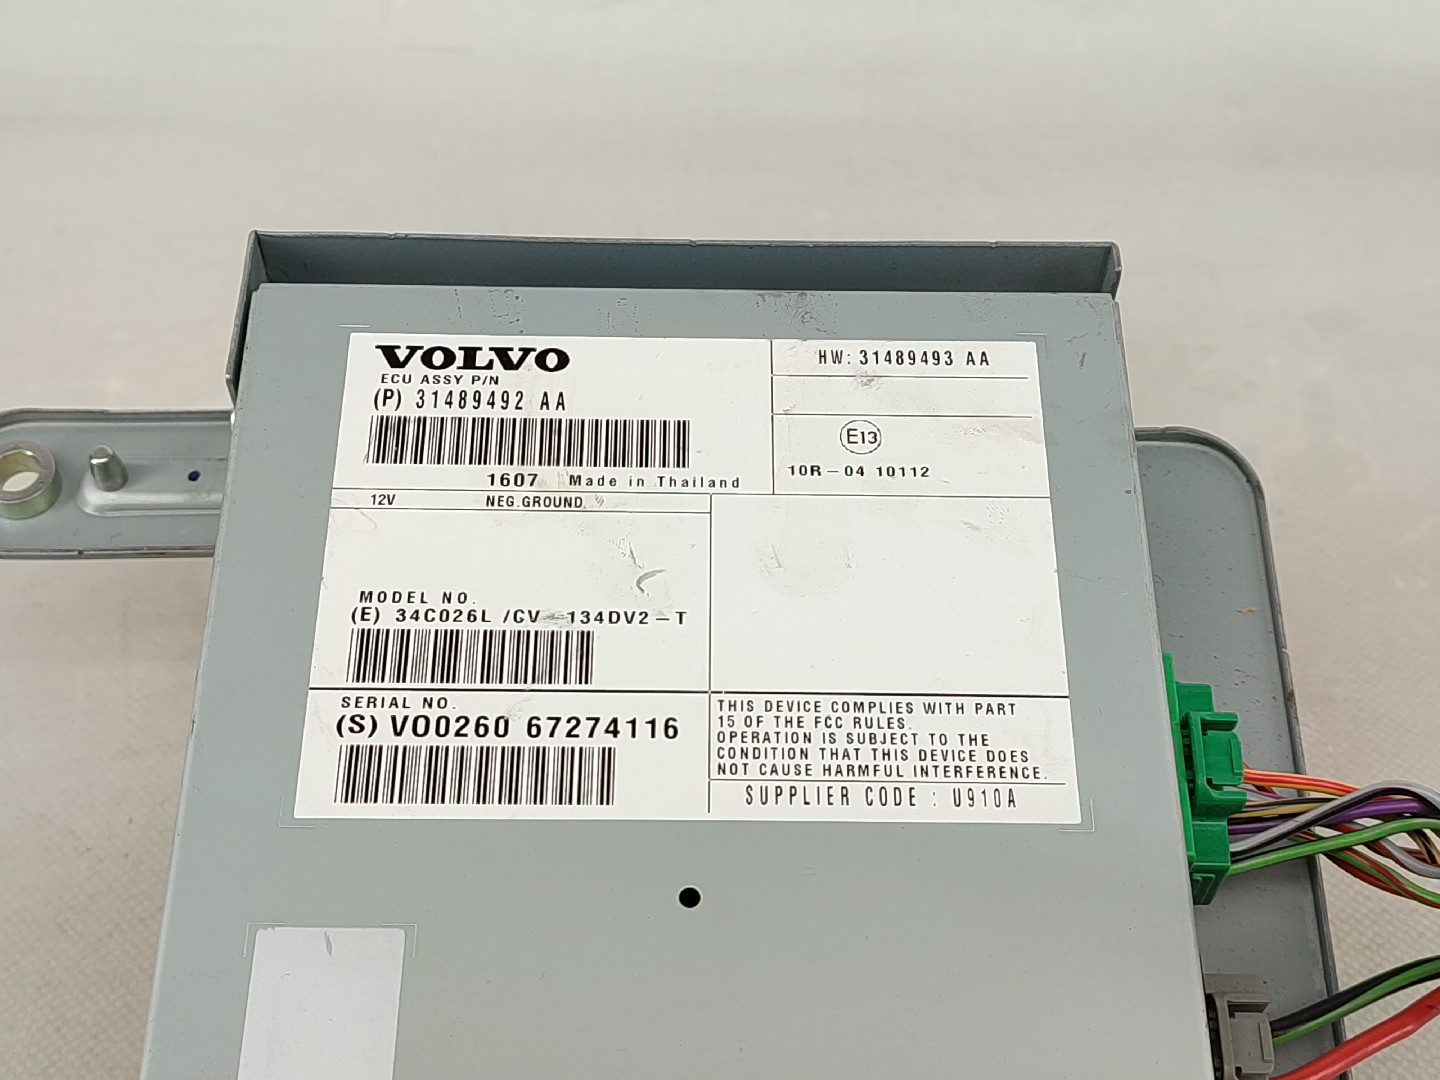 VOLVO
ECU ASSY P/N
(P) 31489492 AA
1607 Made in Thailand
HW: 31489493 AA
E13
10R-04 10112
12V NEG.GROUND
MODEL NO.
(E) 34C026L /CV-134DV2-T
SERIAL NO.
(S) V00260 67274116
THIS DEVICE COMPLIES WITH PART
15 OF THE FCC RULES.
OPERATION IS SUBJECT TO THE
CONDITION THAT THIS DEVICE DOES
NOT CAUSE HARMFUL INTERFERENCE.
SUPPLIER CODE : U910A